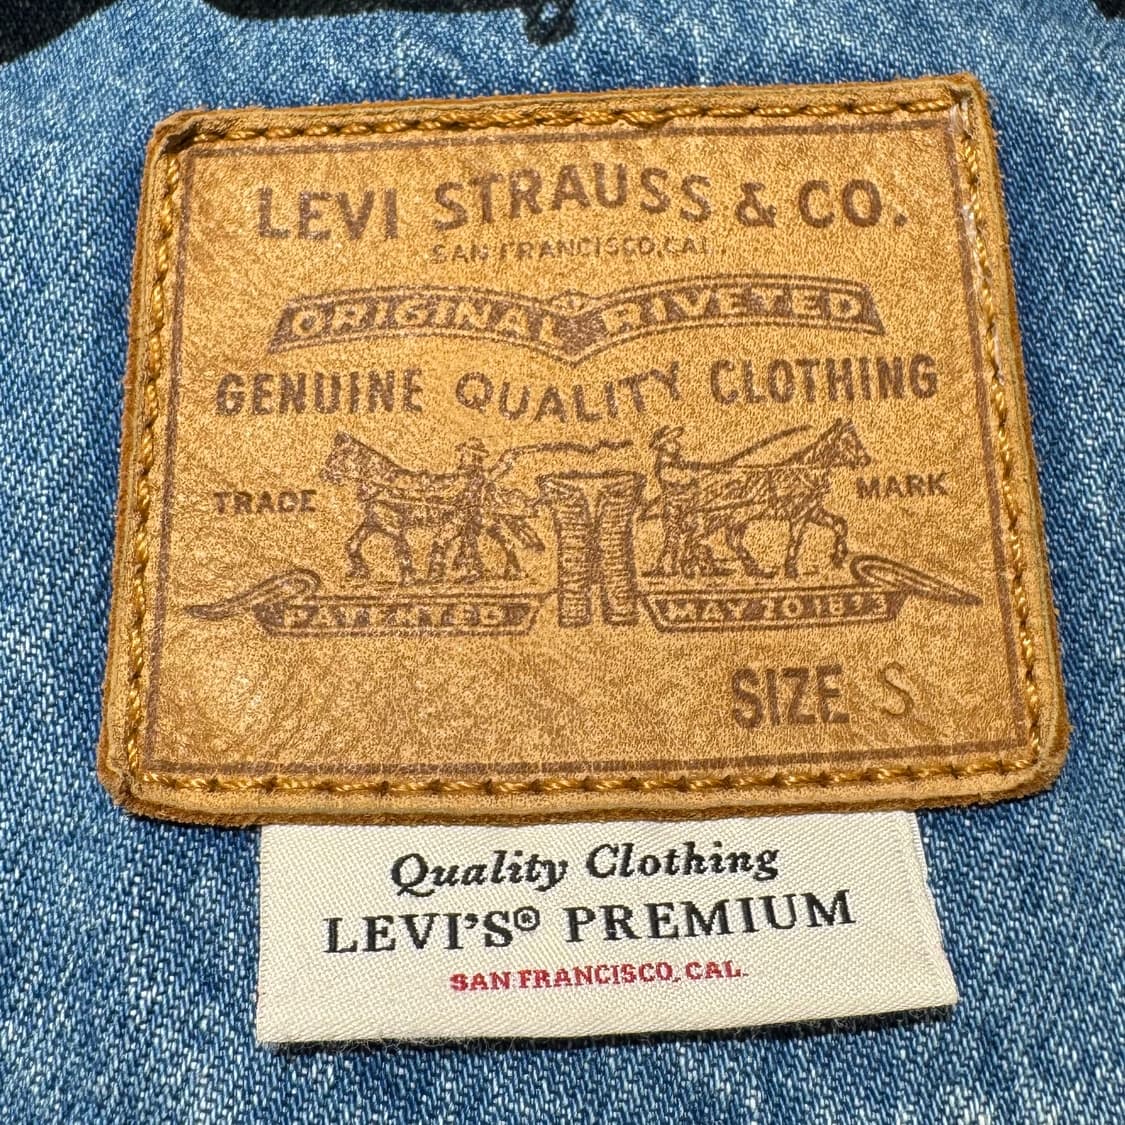 LEVI STRAUSS & CO.
SAN FRANCISCO, CAL.
ORIGINAL RIVETED
GENUINE QUALITY CLOTHING
TRADE MARK
PATENTED MAY 20 1873
SIZE S
Quality Clothing
LEVI'S® PREMIUM
SAN FRANCISCO, CAL.